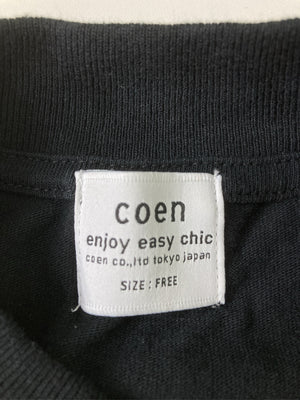 coen
enjoy easy chic
coen co.,ltd tokyo japan
SIZE : FREE